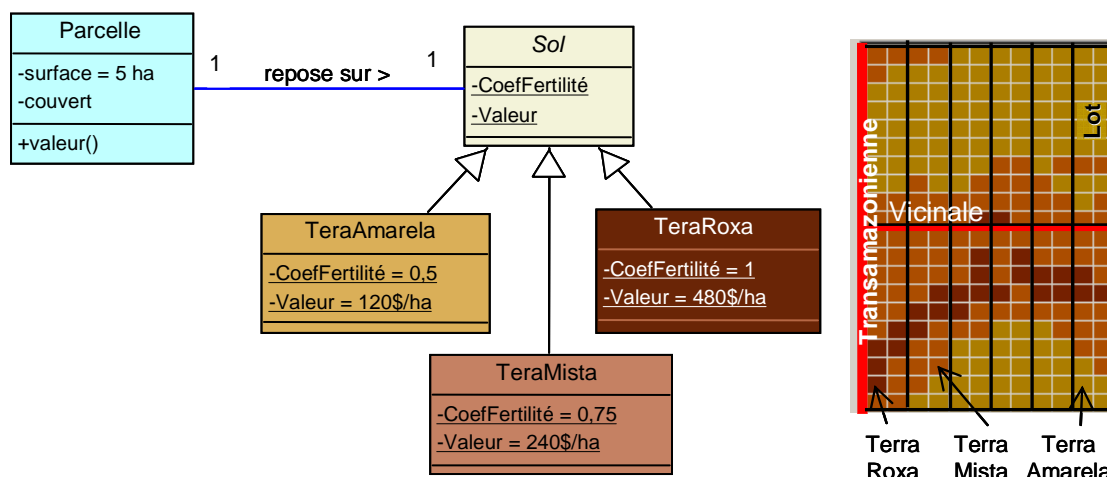 Parcelle
-surface = 5 ha
-couvert
+valeur()
1
repose sur >
1
Sol
-CoefFertilité
-Valeur
TeraAmarela
-CoefFertilité = 0,5
-Valeur = 120$/ha
TeraRoxa
-CoefFertilité = 1
-Valeur = 480$/ha
TeraMista
-CoefFertilité = 0,75
-Valeur = 240$/ha
Transamazonienne
Vicinale
Lot
Terra
Roxa
Terra
Mista
Terra
Amarela